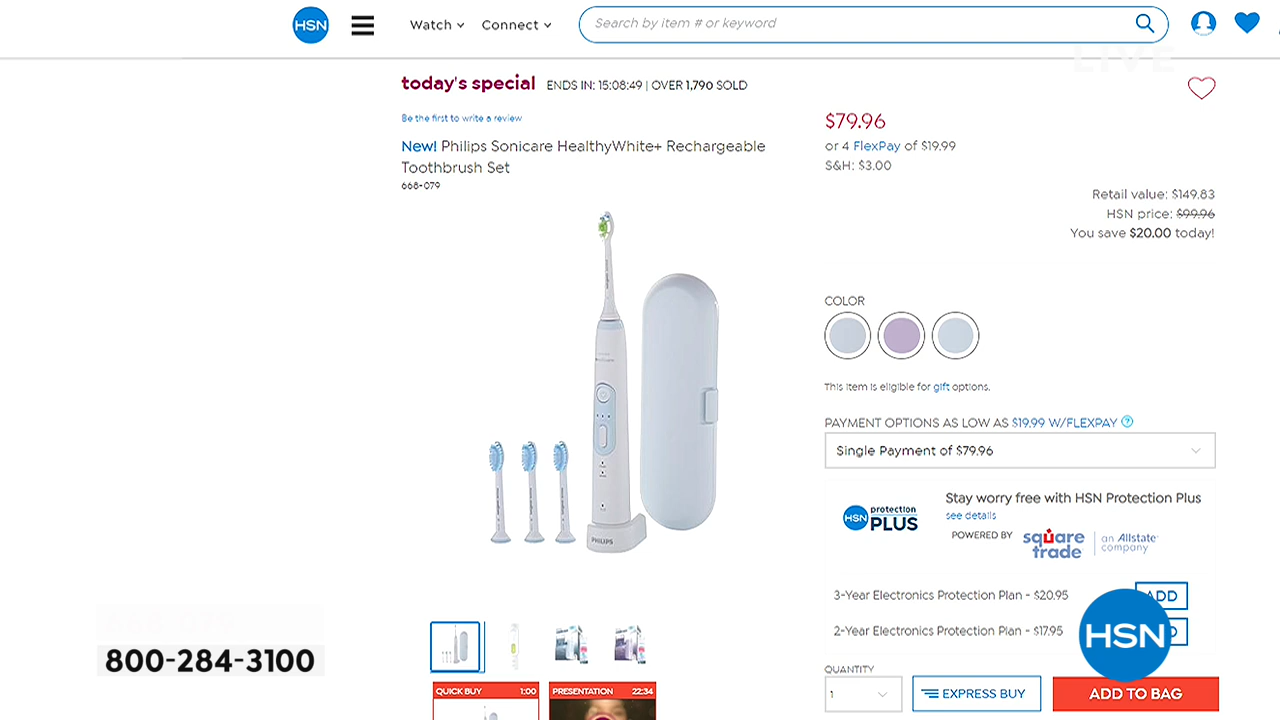 HSN
Watch
Connect
Search by item # or keyword
LIVE
today's special ENDS IN: 15:08:49 | OVER 1,790 SOLD
Be the first to write a review
New! Philips Sonicare HealthyWhite+ Rechargeable
Toothbrush Set
668-079
$79.96
or 4 FlexPay of $19.99
S&H: $3.00
Retail value: $149.83
HSN price: $99.96
You save $20.00 today!
COLOR
This item is eligible for gift options.
PAYMENT OPTIONS AS LOW AS $19.99 W/FLEXPAY ?
Single Payment of $79.96
HSN protection PLUS
Stay worry free with HSN Protection Plus
see details
POWERED BY square trade an Allstate company
3-Year Electronics Protection Plan - $20.95 ADD
2-Year Electronics Protection Plan - $17.95
HSN
QUANTITY
1
EXPRESS BUY
ADD TO BAG
PHILIPS
800-284-3100
QUICK BUY 1:00
PRESENTATION 22:34